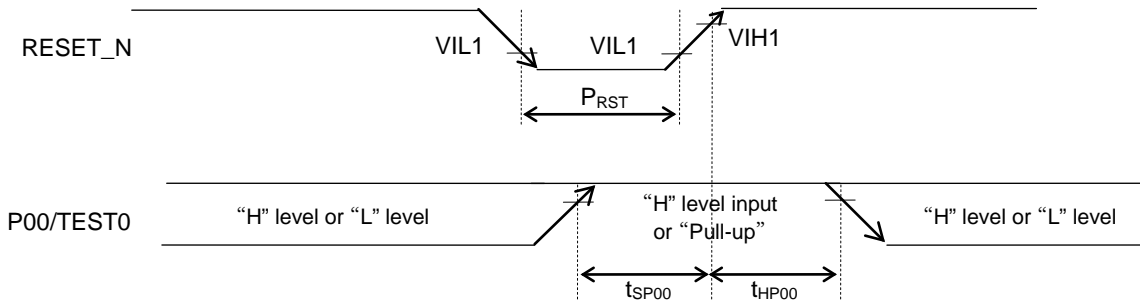 RESET_N
VIL1
VIL1
VIH1
PRST
P00/TEST0
“H” level or “L” level
“H” level input
or “Pull-up”
“H” level or “L” level
tSP00
tHP00